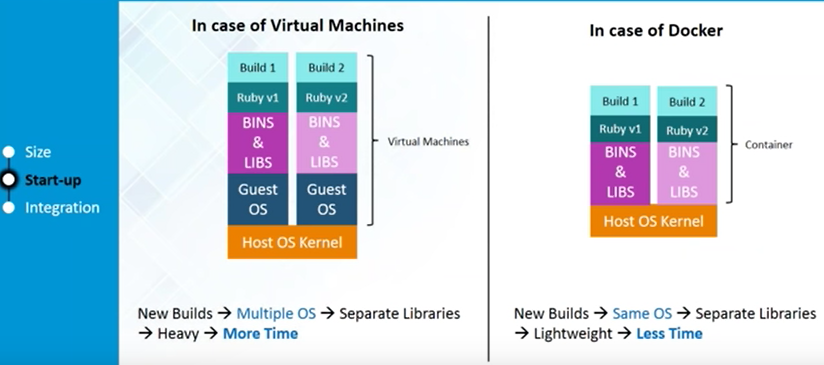 Size
Start-up
Integration
In case of Virtual Machines
Build 1 Build 2
Ruby v1 Ruby v2
BINS BINS
& &
LIBS LIBS
Guest Guest
OS OS
Host OS Kernel
Virtual Machines
New Builds → Multiple OS → Separate Libraries
→ Heavy → More Time
In case of Docker
Build 1 Build 2
Ruby v1 Ruby v2
BINS BINS
& &
LIBS LIBS
Host OS Kernel
Container
New Builds → Same OS → Separate Libraries
→ Lightweight → Less Time